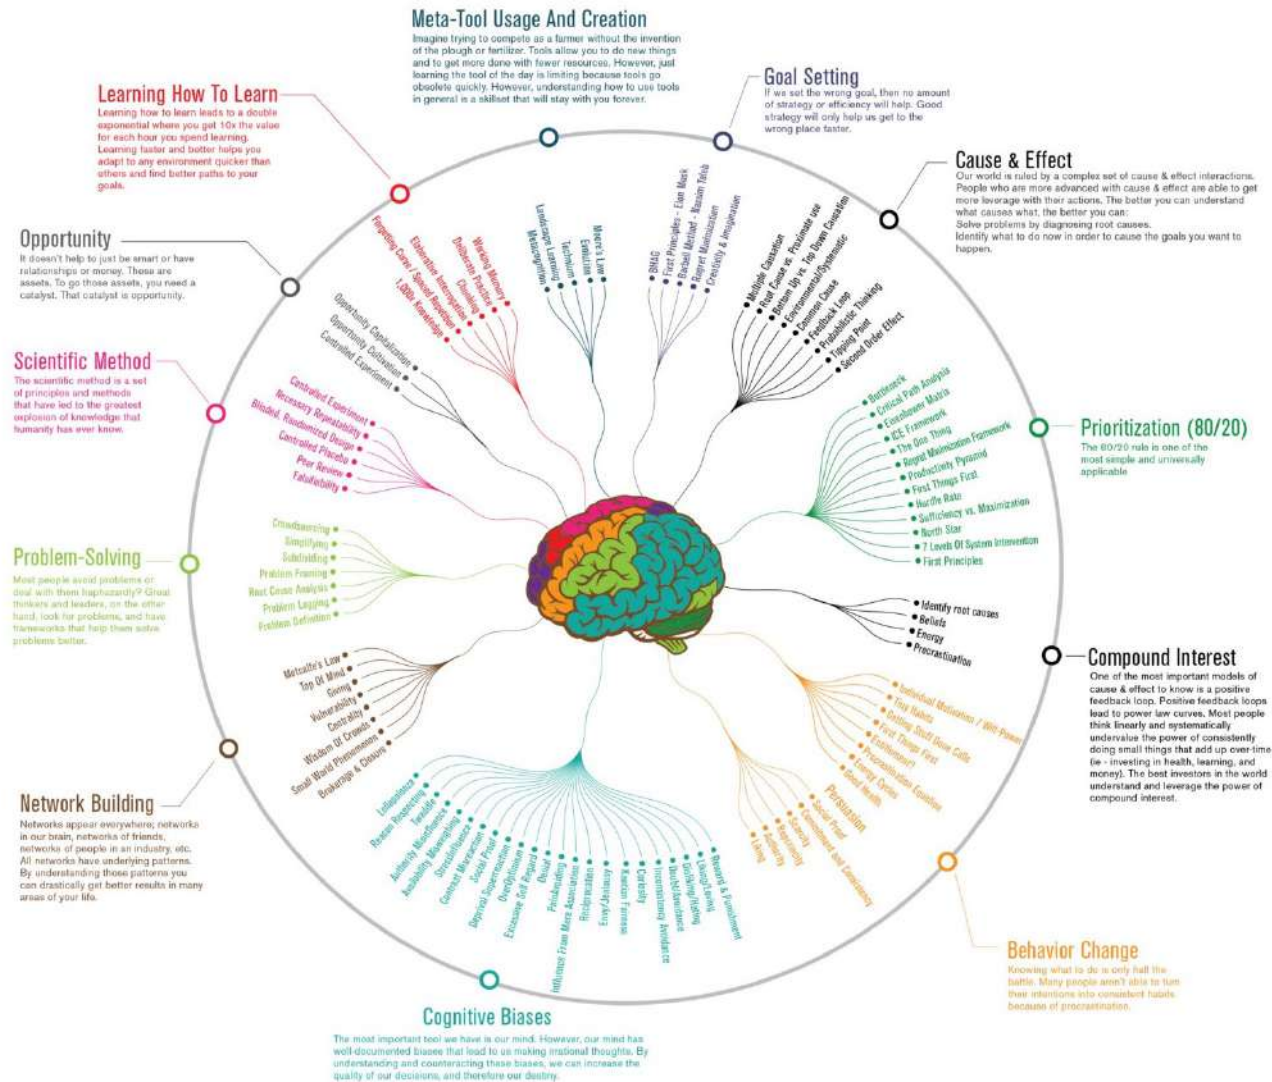 Meta-Tool Usage And Creation
Imagine trying to compete as a farmer without the invention
of the plough or fertilizer. Tools allow you to do new things
and to get more done with fewer resources. However, just
learning the tool of the day is limiting because tools go
obsolete quickly. However, understanding how to use tools
in general is a skillset that will stay with you forever.
Goal Setting
If we set the wrong goal, then no amount
of strategy or efficiency will help. Good
strategy will only help us get to the
wrong place faster.
Cause & Effect
Our world is ruled by a complex set of cause & effect interactions.
People who are more advanced with cause & effect are able to get
more leverage with their actions. The better you can understand
what causes what, the better you can:
Solve problems by diagnosing root causes.
Identify what to do now in order to cause the goals you want to
happen.
Prioritization (80/20)
The 80/20 rule is one of the
most simple and universally
applicable
Compound Interest
One of the most important models of
cause & effect to know is a positive
feedback loop. Positive feedback loops
lead to power law curves. Most people
think linearly and systematically
undervalue the power of consistently
doing small things that add up over-time
(ie - investing in health, learning, and
money). The best investors in the world
understand and leverage the power of
compound interest.
Behavior Change
Knowing what to do is only half the
battle. Many people aren't able to turn
their intentions into consistent habits
because of procrastination.
Cognitive Biases
The most important tool we have is our mind. However, our mind has
well-documented biases that lead to us making irrational thoughts. By
understanding and counteracting these biases, we can increase the
quality of our decisions, and therefore our destiny.
Network Building
Networks appear everywhere; networks
in our brain, networks of friends,
networks of people in an industry, etc.
All networks have underlying patterns.
By understanding those patterns you
can drastically get better results in many
areas of your life.
Problem-Solving
Most people avoid problems or
deal with them haphazardly? Great
thinkers and leaders, on the other
hand, look for problems, and have
frameworks that help them solve
problems better.
Scientific Method
The scientific method is a set
of principles and methods
that have led to the greatest
explosion of knowledge that
humanity has ever know.
Opportunity
It doesn't help to just be smart or have
relationships or money. Those are
assets. To go those assets, you need a
catalyst. That catalyst is opportunity.
Learning How To Learn
Learning how to learn leads to a double
exponential where you get 10x the value
for each hour you spend learning.
Learning faster and better helps you
adapt to any environment quicker than
others and find better paths to your
goals.
Metacognition
Landscape Learning
Technium
Evolution
Moore's Law
BHAG
First Principles - Elon Musk
Barbell Method - Nassim Taleb
Regret Maximization
Creativity & Imagination
Multiple Causation
Root Cause vs. Proximate use
Bottom Up vs. Top Down Causation
Environmental/Systematic
Common Cause
Feedback Loop
Probabilistic Thinking
Tipping Point
Second Order Effect
Bottleneck
Critical Path Analysis
Eisenhower Matrix
ICE Framework
The One Thing
Regret Minimization Framework
Productivity Pyramid
First Things First
Hurdle Rate
Sufficiency vs. Maximization
North Star
7 Levels Of System Intervention
First Principles
Identify root causes
Beliefs
Energy
Procrastination
Individual Motivation / Will-Power
Tiny Habits
Getting Stuff Done Calls
First Things First
Entitlement?
Procrastination Equation
Energy Cycles
Good Health
Persuasion
Social Proof
Commitment and Consistency
Scarcity
Reciprocity
Authority
Liking
Reward & Punishment
Liking/Loving
Disliking/Hating
Doubt/Avoidance
Inconsistency Avoidance
Curiosity
Kantian Fairness
Envy/Jealousy
Reciprocation
Influence From Mere Association
PainAvoiding
Denial
Excessive Self Regard
OverOptimism
Deprival Superreaction
Social Proof
Contrast Misreaction
StressInfluence
Availability Misweighing
Authority Misinfluence
Twaddle
Reason Respecting
Lollapalooza
Metcalfe's Law
Top Of Mind
Giving
Vulnerability
Centrality
Wisdom Of Crowds
Small World Phenomenon
Brokerage & Closure
Crowdsourcing
Simplifying
Subdividing
Problem Framing
Root Cause Analysis
Problem Logging
Problem Definition
Controlled Experiment
Necessary Repeatability
Blinded, Randomized Design
Controlled Placebo
Peer Review
Falsifiability
Opportunity Capitalization
Opportunity Cultivation
Controlled Experiment
Working Memory
Deliberate Practice
Chunking
Elaborative Interrogation
Forgetting Curve / Spaced Repetition
1,000x Knowledge